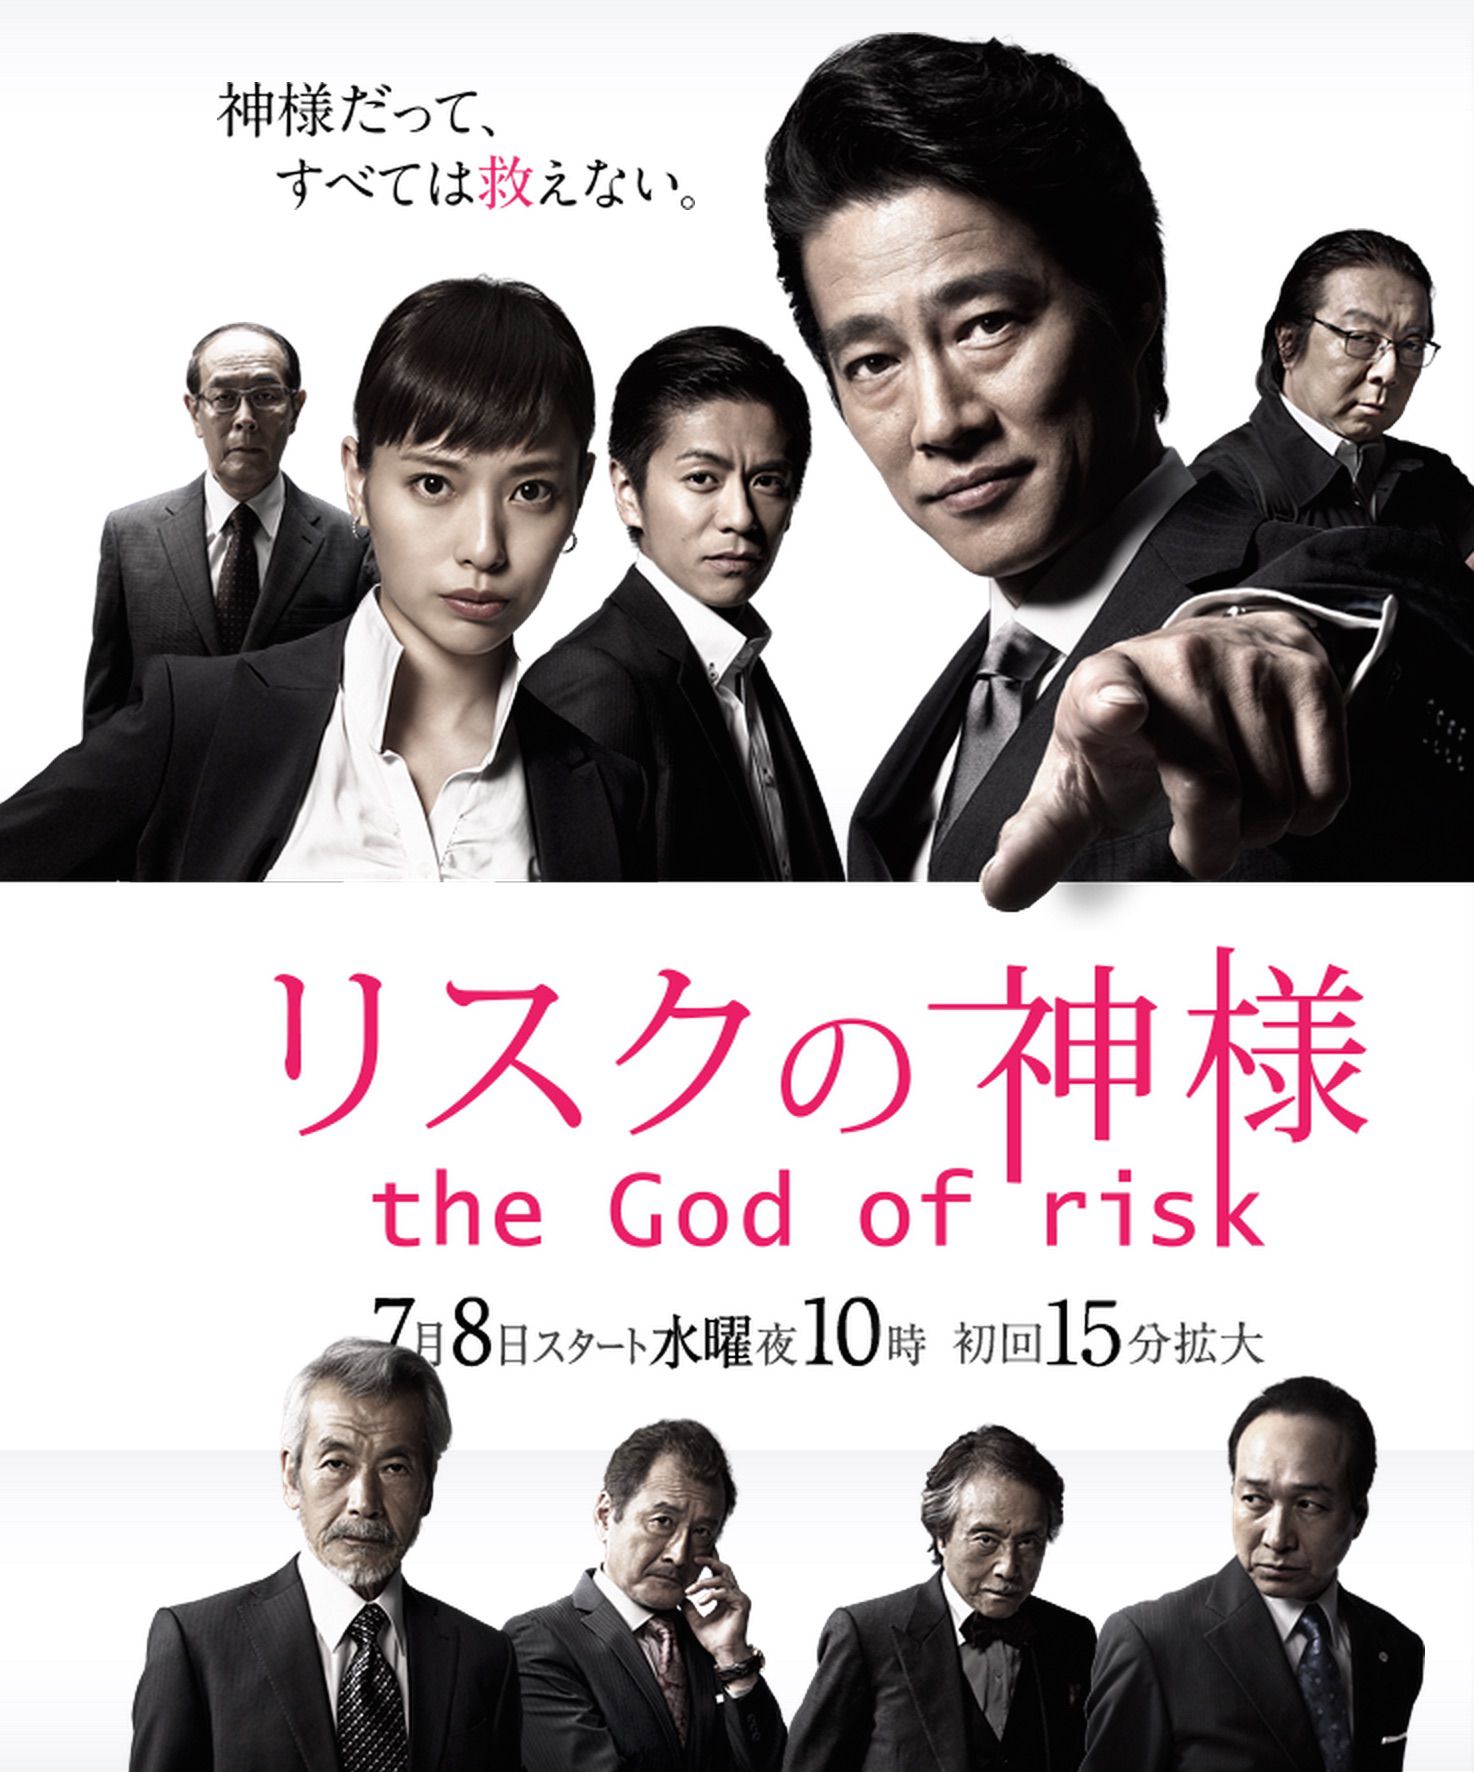 神様だって、
すべては救えない。
リスクの神様
the God of risk
7月8日スタート水曜夜10時 初回15分拡大